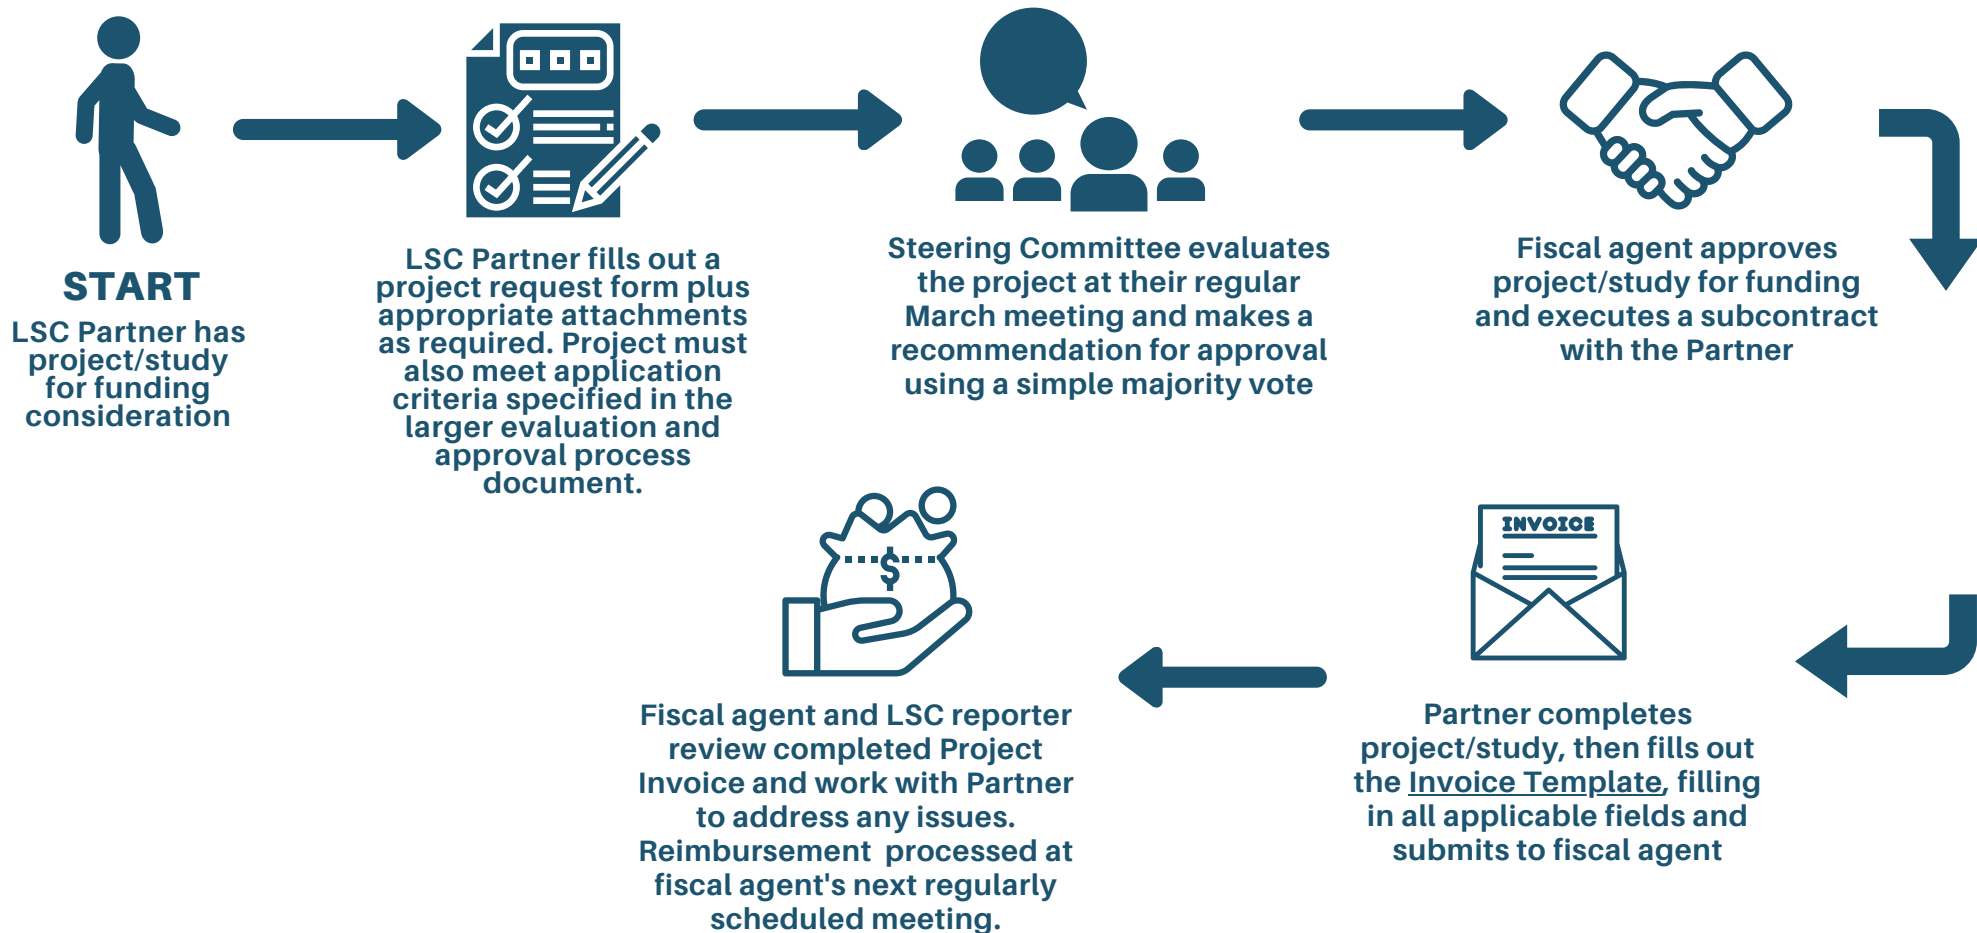 START
LSC Partner has
project/study
for funding
consideration
LSC Partner fills out a
project request form plus
appropriate attachments
as required. Project must
also meet application
criteria specified in the
larger evaluation and
approval process
document.
Steering Committee evaluates
the project at their regular
March meeting and makes a
recommendation for approval
using a simple majority vote
Fiscal agent approves
project/study for funding
and executes a subcontract
with the Partner
INVOICE
Partner completes
project/study, then fills out
the Invoice Template, filling
in all applicable fields and
submits to fiscal agent
$
Fiscal agent and LSC reporter
review completed Project
Invoice and work with Partner
to address any issues.
Reimbursement  processed at
fiscal agent's next regularly
scheduled meeting.